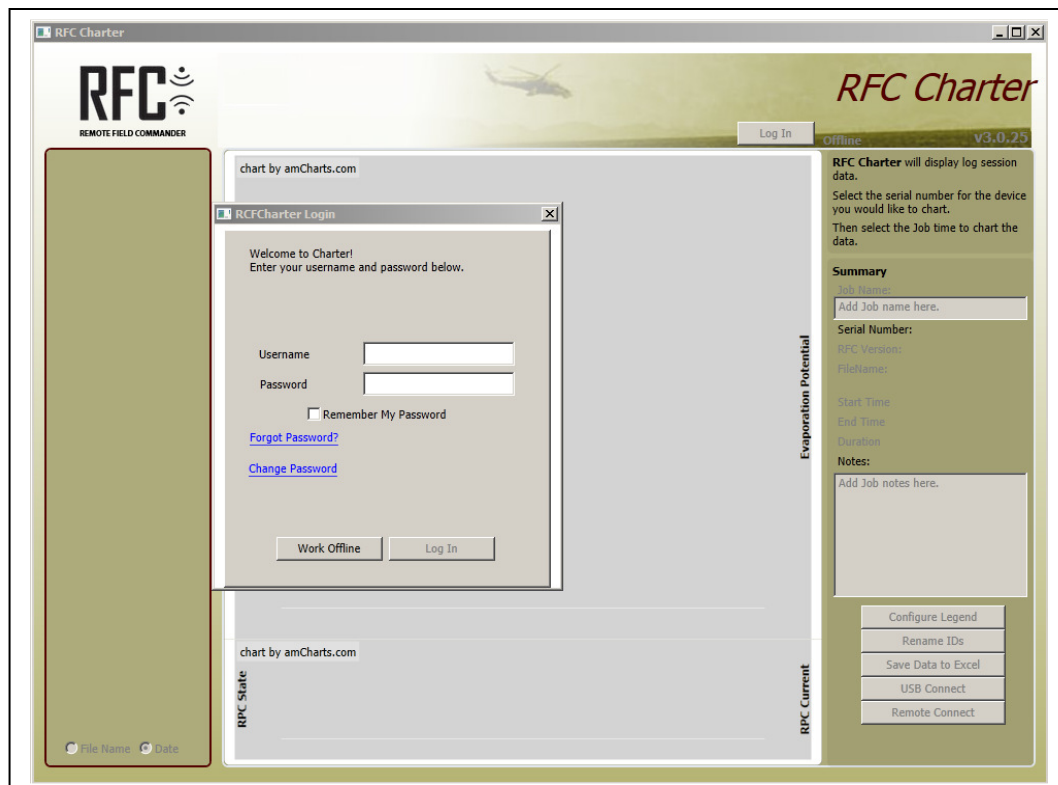 RFC Charter
RFC
REMOTE FIELD COMMANDER
RFC Charter
Log In
Offline
v3.0.25
chart by amCharts.com
RCFCharter Login
Welcome to Charter!
Enter your username and password below.
Username
Password
Remember My Password
Forgot Password?
Change Password
Work Offline
Log In
Evaporation Potential
chart by amCharts.com
RPC State
RPC Current
File Name
Date
RFC Charter will display log session
data.
Select the serial number for the device
you would like to chart.
Then select the Job time to chart the
data.
Summary
Job Name:
Add Job name here.
Serial Number:
RFC Version:
FileName:
Start Time
End Time
Duration
Notes:
Add Job notes here.
Configure Legend
Rename IDs
Save Data to Excel
USB Connect
Remote Connect